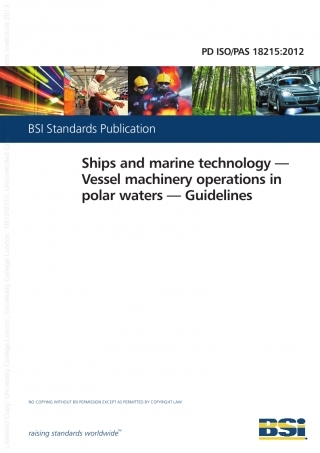 PD ISO/PAS 18215:2012
BSI Standards Publication
Ships and marine technology —
Vessel machinery operations in
polar waters — Guidelines
NO COPYING WITHOUT BSI PERMISSION EXCEPT AS PERMITTED BY COPYRIGHT LAW
raising standards worldwide™
BSi